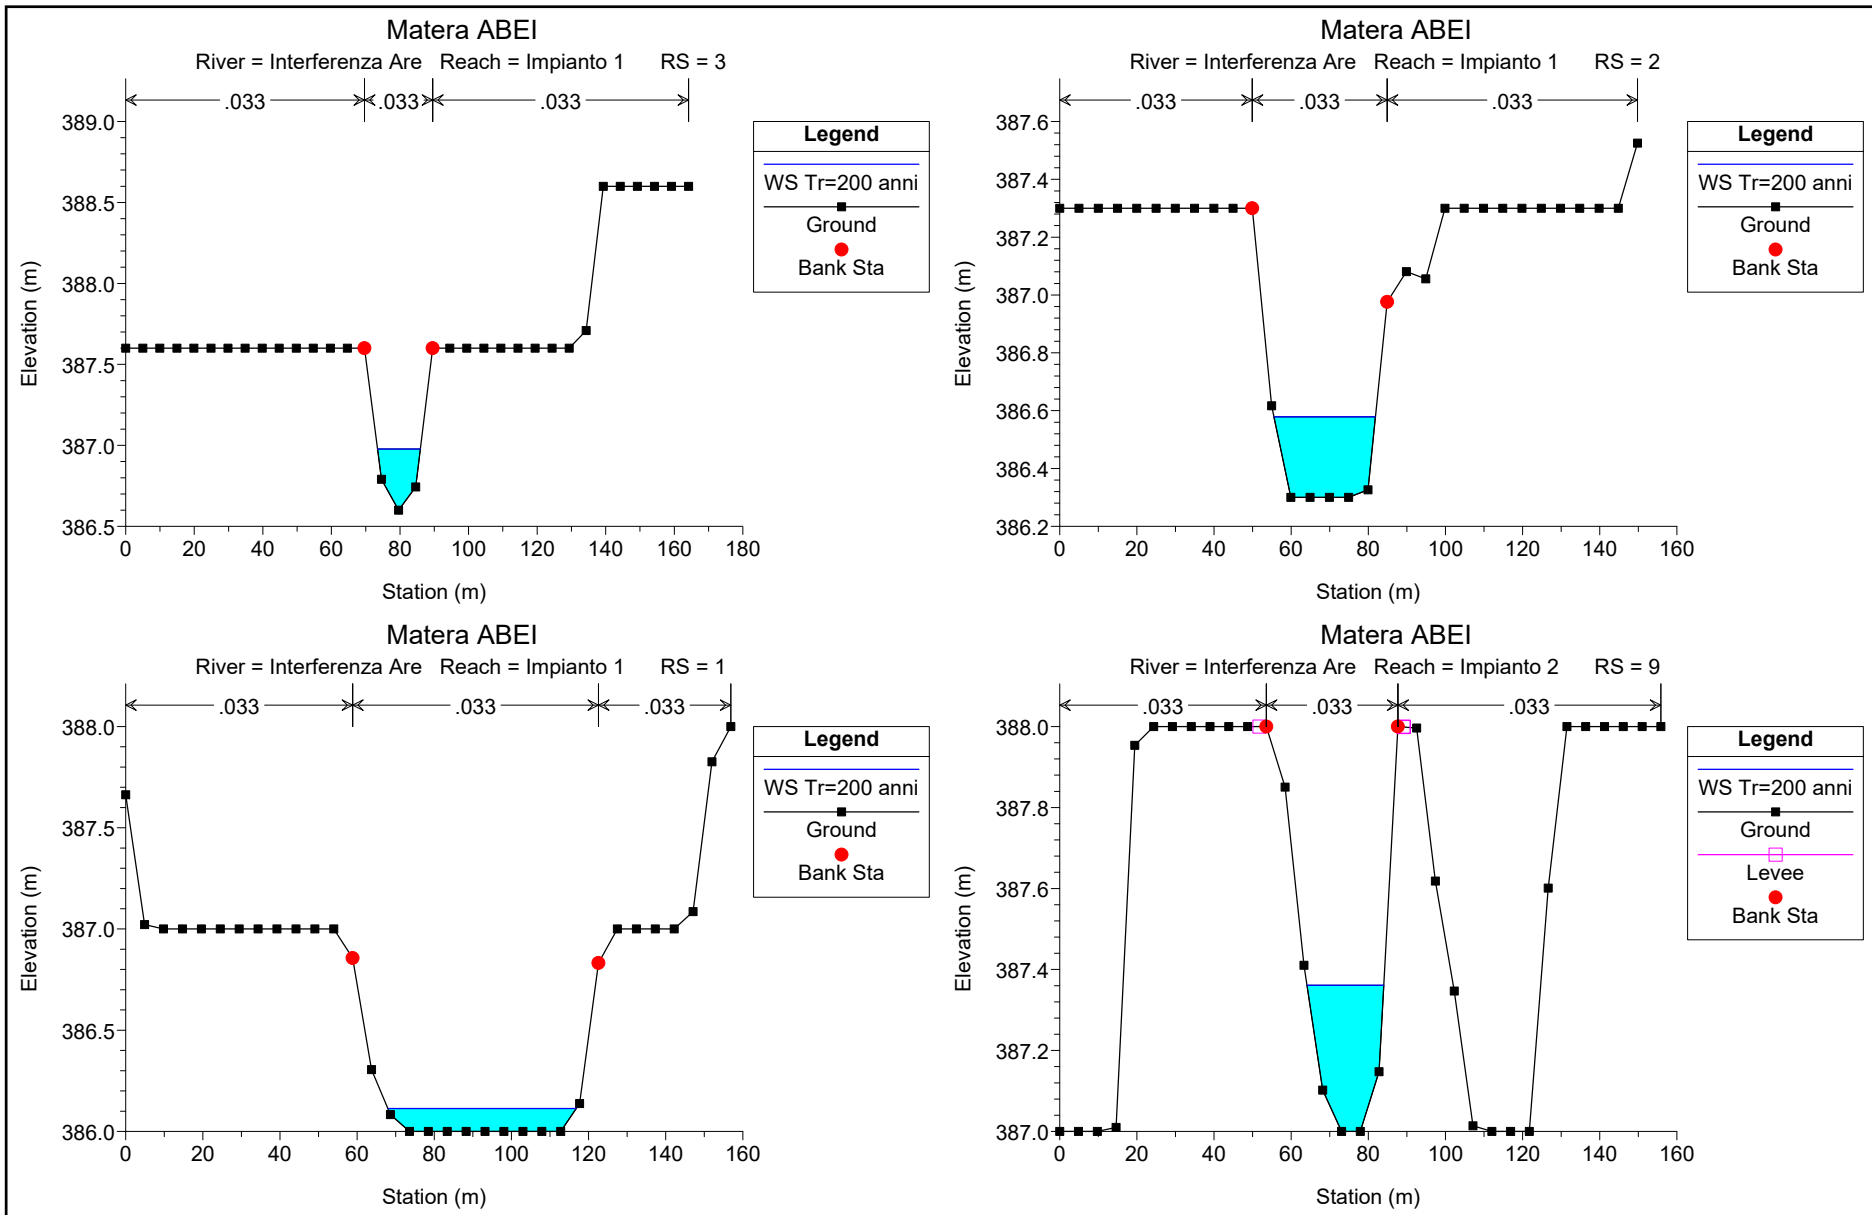 Matera ABEI
River = Interferenza Are Reach = Impianto 1 RS = 3
.033 .033 .033
389.0
388.5
388.0
387.5
387.0
386.5
0 20 40 60 80 100 120 140 160 180
Station (m)
Elevation (m)
Legend
WS Tr=200 anni
Ground
Bank Sta
Matera ABEI
River = Interferenza Are Reach = Impianto 1 RS = 2
.033 .033 .033
387.6
387.4
387.2
387.0
386.8
386.6
386.4
386.2
0 20 40 60 80 100 120 140 160
Station (m)
Elevation (m)
Legend
WS Tr=200 anni
Ground
Bank Sta
Matera ABEI
River = Interferenza Are Reach = Impianto 1 RS = 1
.033 .033 .033
388.0
387.5
387.0
386.5
386.0
0 20 40 60 80 100 120 140 160
Station (m)
Elevation (m)
Legend
WS Tr=200 anni
Ground
Bank Sta
Matera ABEI
River = Interferenza Are Reach = Impianto 2 RS = 9
.033 .033 .033
388.0
387.8
387.6
387.4
387.2
387.0
0 20 40 60 80 100 120 140 160
Station (m)
Elevation (m)
Legend
WS Tr=200 anni
Ground
Levee
Bank Sta